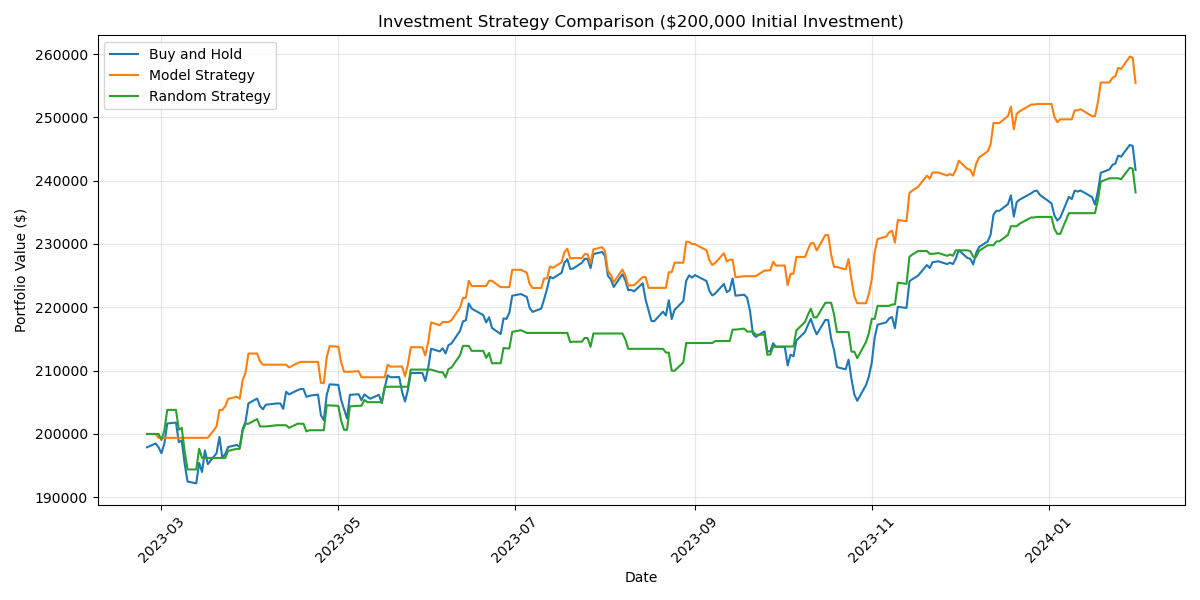 Investment Strategy Comparison ($200,000 Initial Investment)
Buy and Hold
Model Strategy
Random Strategy
Portfolio Value ($)
260000
250000
240000
230000
220000
210000
200000
190000
2023-03
2023-05
2023-07
2023-09
2023-11
2024-01
Date